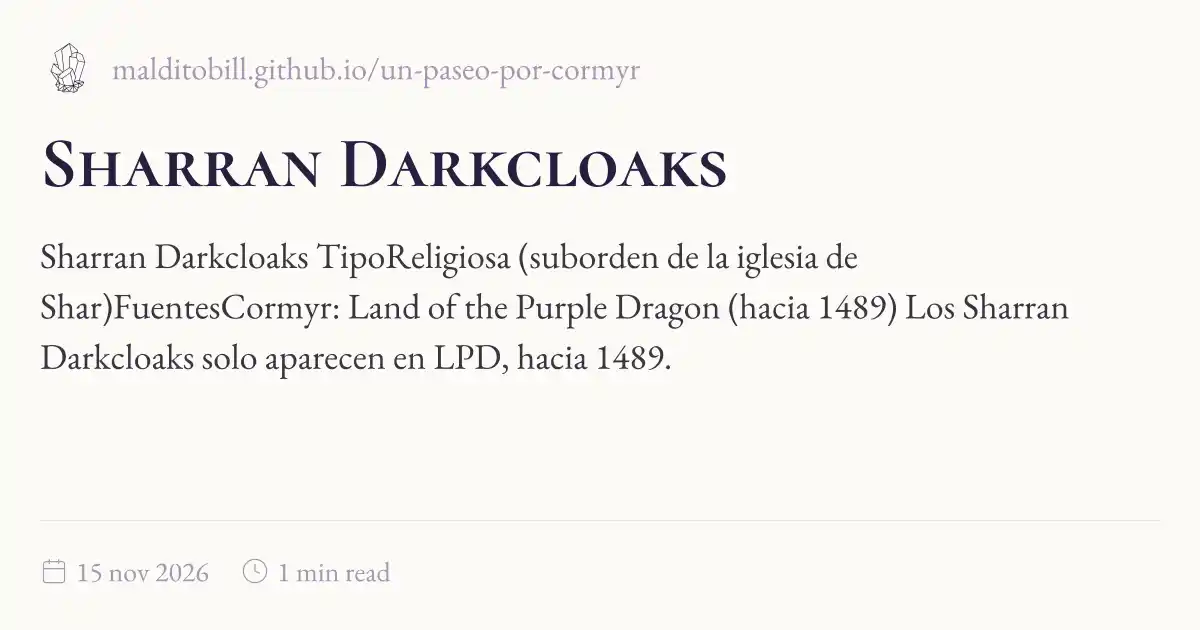 malditobill.github.io/un-paseo-por-cormyr
Sharran Darkcloaks
Sharran Darkcloaks TipoReligiosa (suborden de la iglesia de
Shar)FuentesCormyr: Land of the Purple Dragon (hacia 1489) Los Sharran
Darkcloaks solo aparecen en LPD, hacia 1489.
15 nov 2026 1 min read